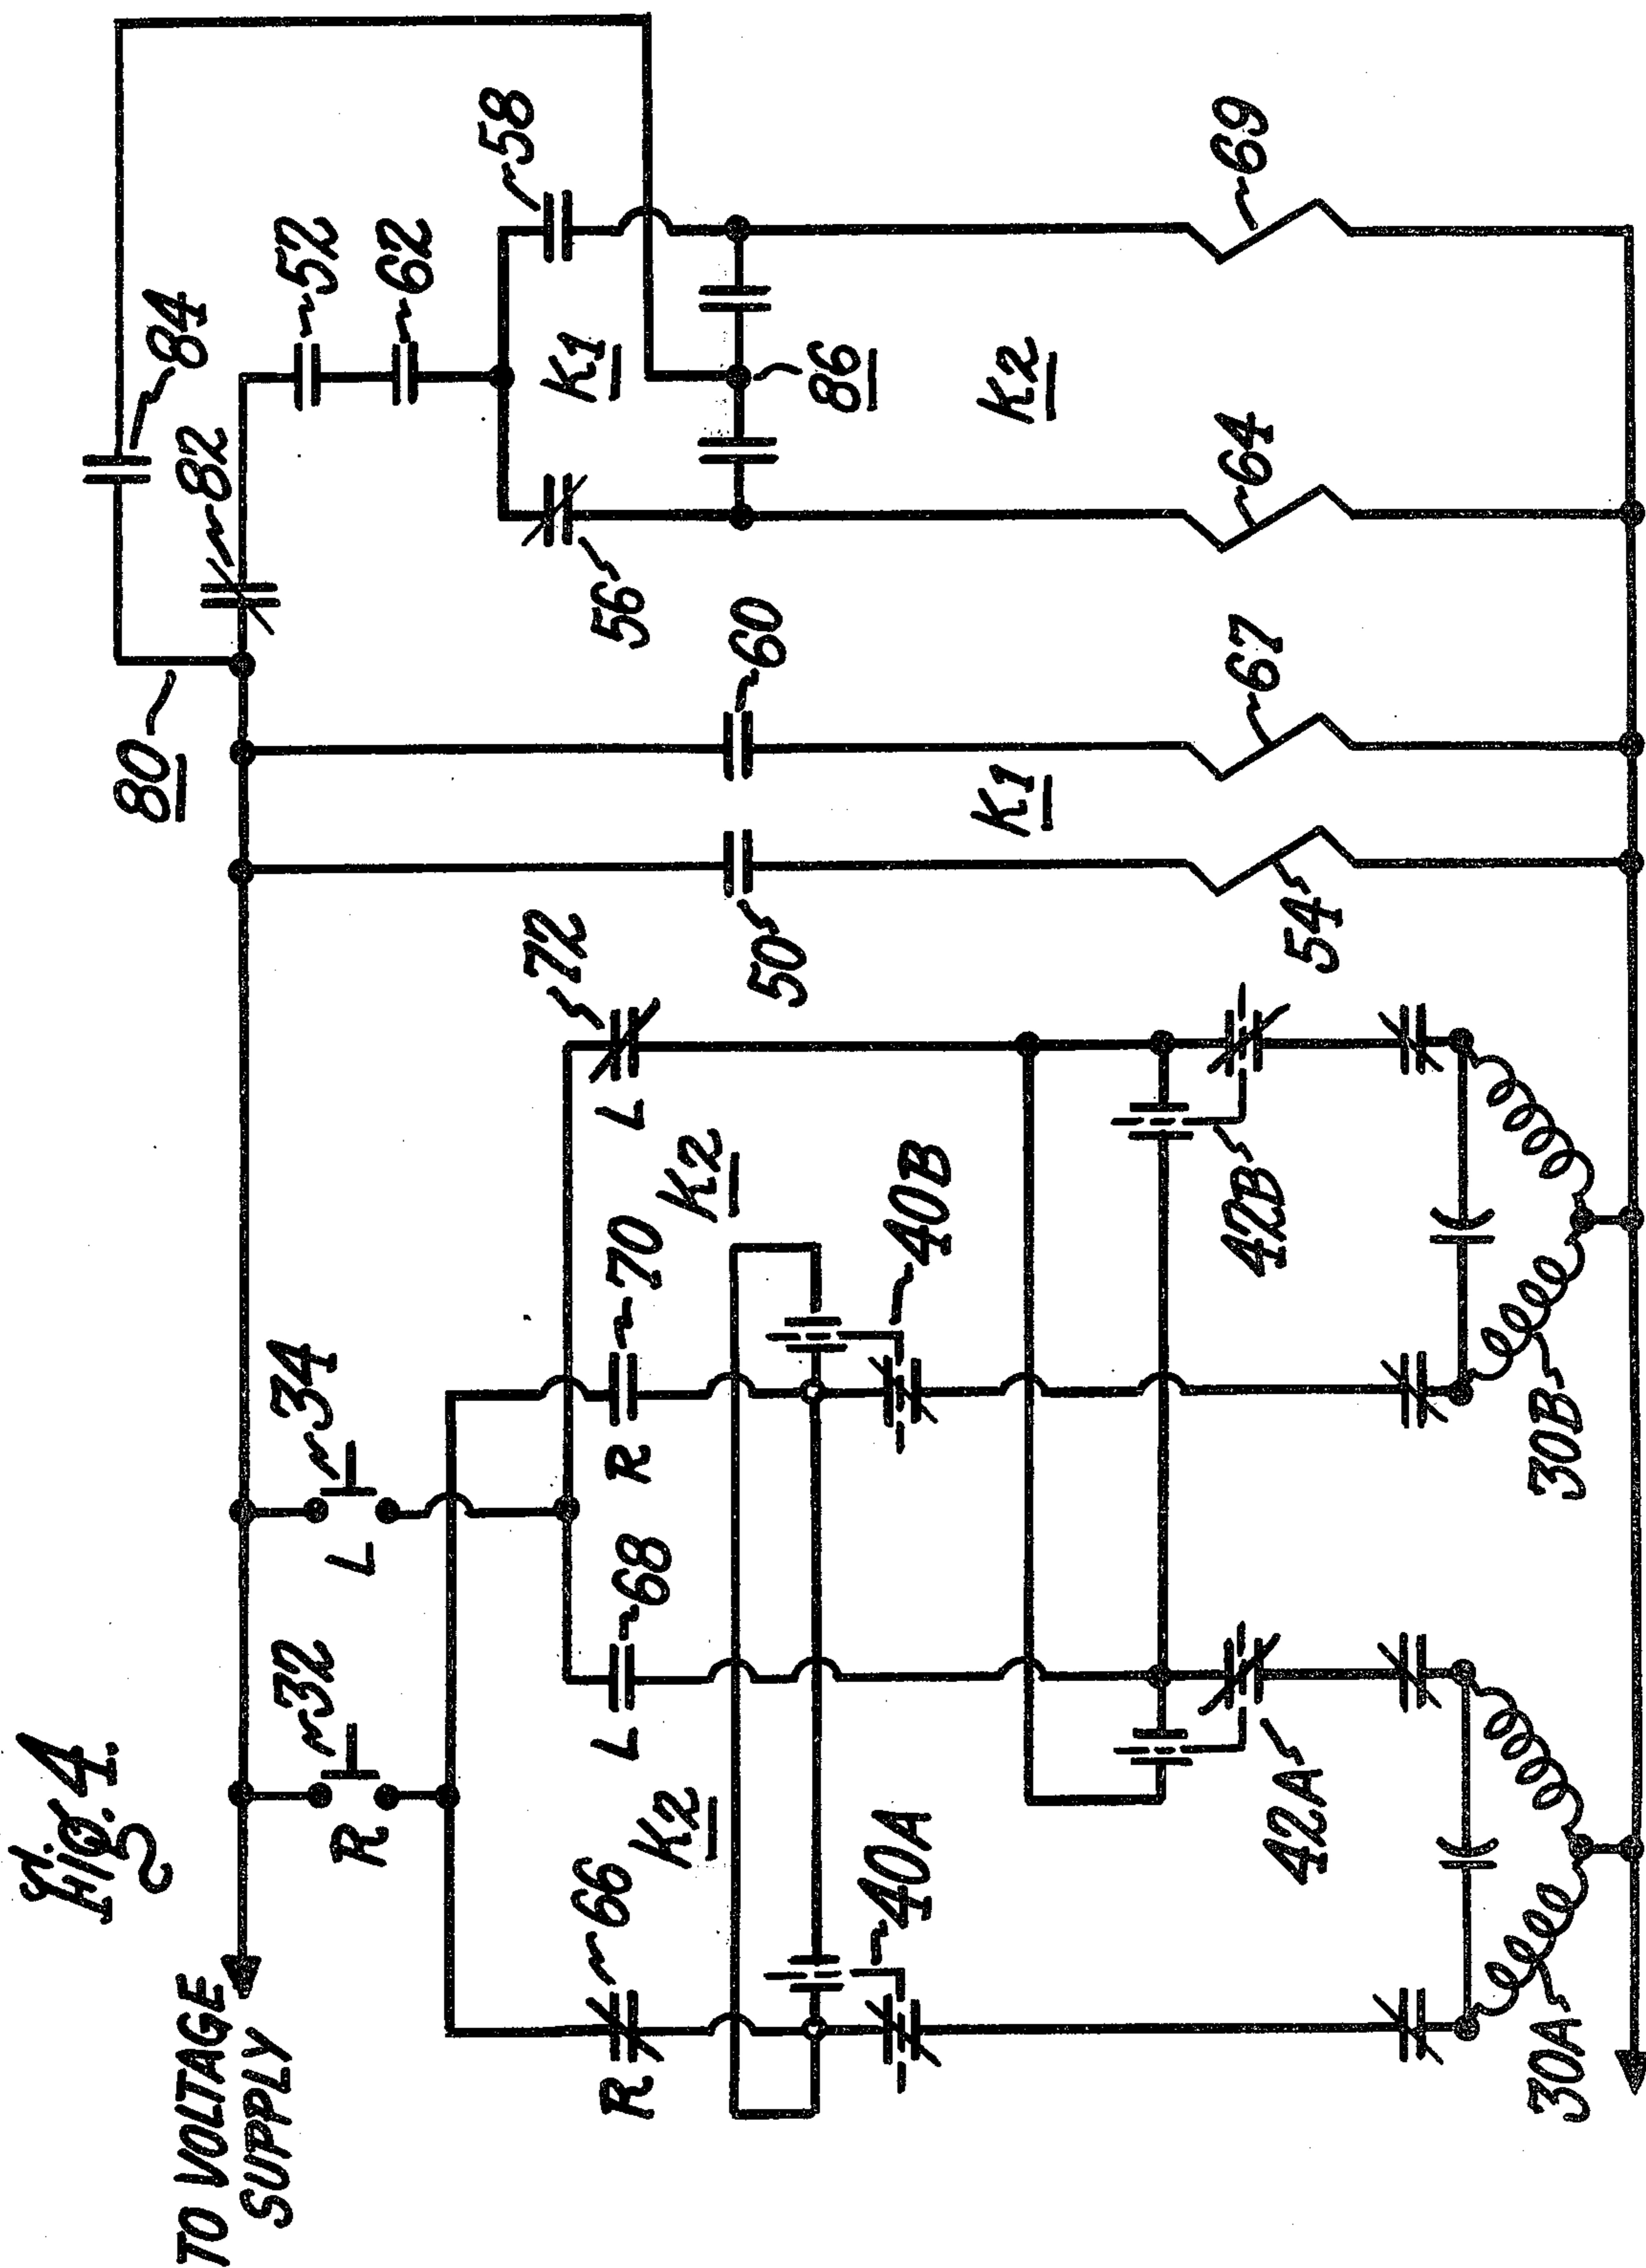 Fig. 4.
TO VOLTAGE
SUPPLY
R
32
L
34
80
82
84
52
62
58
K1
56
86
K2
64
69
60
67
K1
50
54
72
L
K2
70
R
40B
42B
30B
68
L
K2
66
R
40A
42A
30A